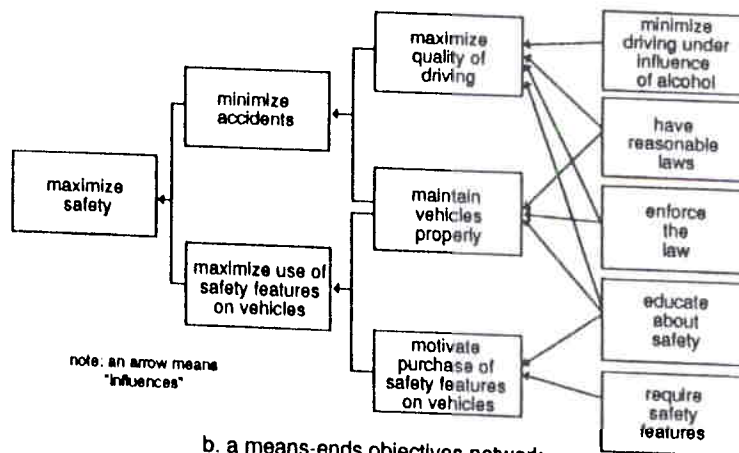 maximize
safety
minimize
accidents
maximize use of
safety features
on vehicles
maximize
quality of
driving
maintain
vehicles
properly
motivate
purchase of
safety features
on vehicles
minimize
driving under
influence
of alcohol
have
reasonable
laws
enforce
the
law
educate
about
safety
require
safety
features
note: an arrow means
"influences"
b. a means-ends objectives network